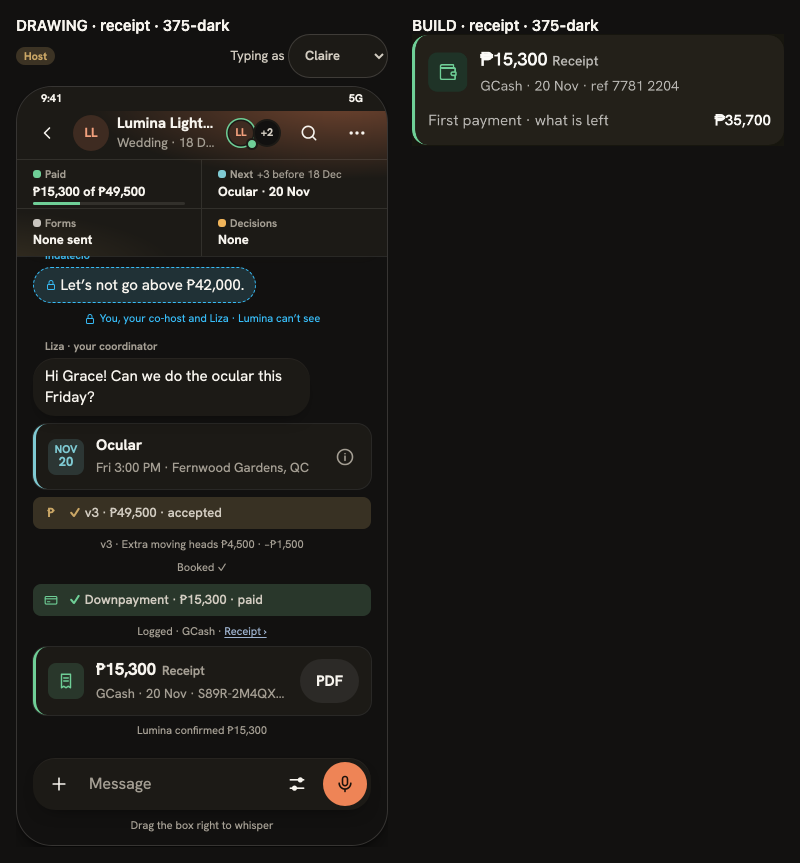 DRAWING · receipt · 375-dark
Host
Typing as
Claire
9:41
5G
LL
Lumina Light...
Wedding · 18 D...
LL
+2
Paid
₱15,300 of ₱49,500
Next +3 before 18 Dec
Ocular · 20 Nov
Forms
None sent
Decisions
None
Indalecio
Let’s not go above ₱42,000.
You, your co-host and Liza · Lumina can’t see
Liza · your coordinator
Hi Grace! Can we do the ocular this
Friday?
NOV
20
Ocular
Fri 3:00 PM · Fernwood Gardens, QC
₱ ✓ v3 · ₱49,500 · accepted
v3 · Extra moving heads ₱4,500 · −₱1,500
Booked ✓
✓ Downpayment · ₱15,300 · paid
Logged · GCash · Receipt ›
₱15,300 Receipt
GCash · 20 Nov · S89R-2M4QX...
PDF
Lumina confirmed ₱15,300
Message
Drag the box right to whisper
BUILD · receipt · 375-dark
₱15,300 Receipt
GCash · 20 Nov · ref 7781 2204
First payment · what is left
₱35,700